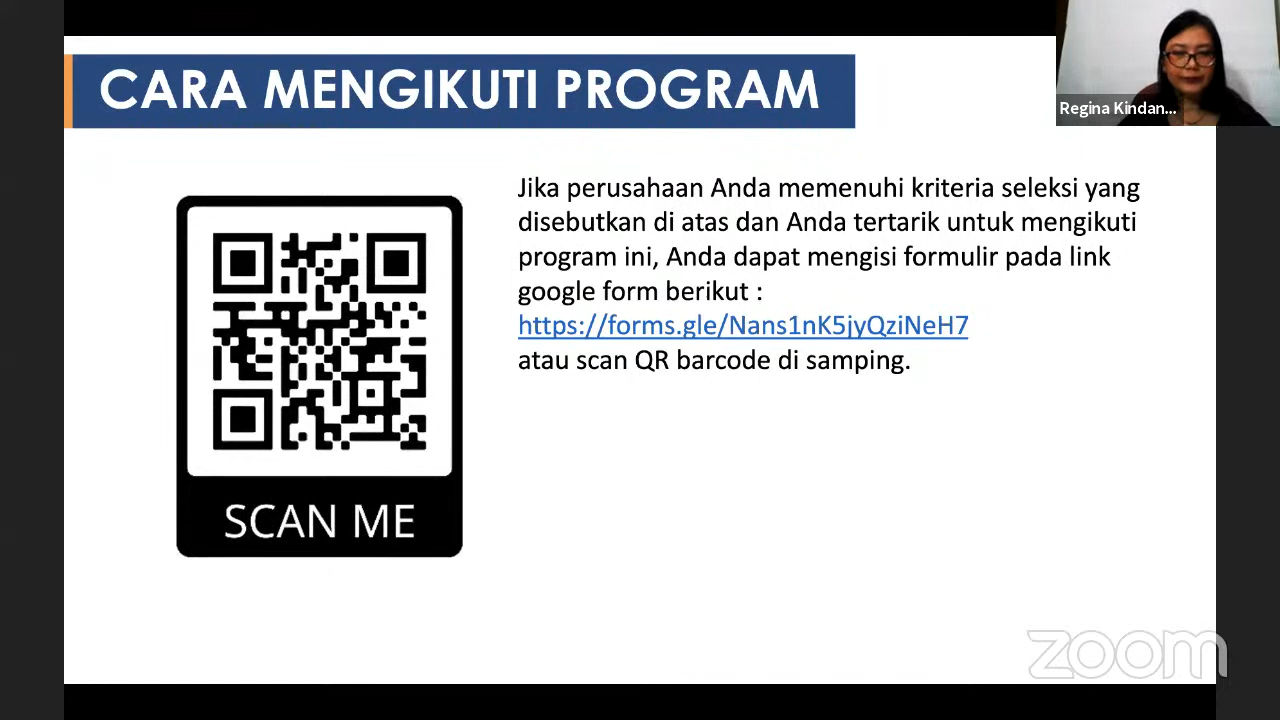 CARA MENGIKUTI PROGRAM
Regina Kindan...
Jika perusahaan Anda memenuhi kriteria seleksi yang
disebutkan di atas dan Anda tertarik untuk mengikuti
program ini, Anda dapat mengisi formulir pada link
google form berikut :
https://forms.gle/Nans1nK5jyQziNeH7
atau scan QR barcode di samping.
SCAN ME
zoom